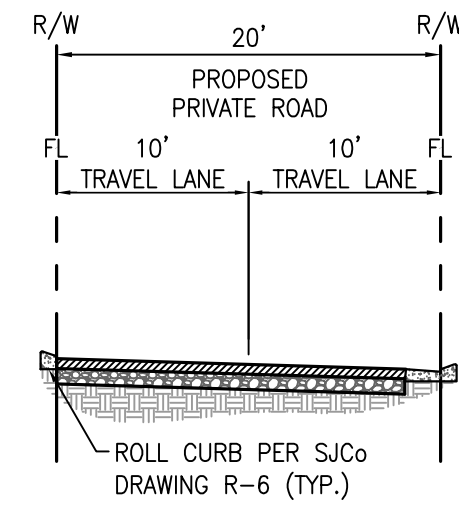 R/W R/W
20'
PROPOSED
PRIVATE ROAD
FL 10' 10' FL
TRAVEL LANE TRAVEL LANE
ROLL CURB PER SJCo
DRAWING R-6 (TYP.)